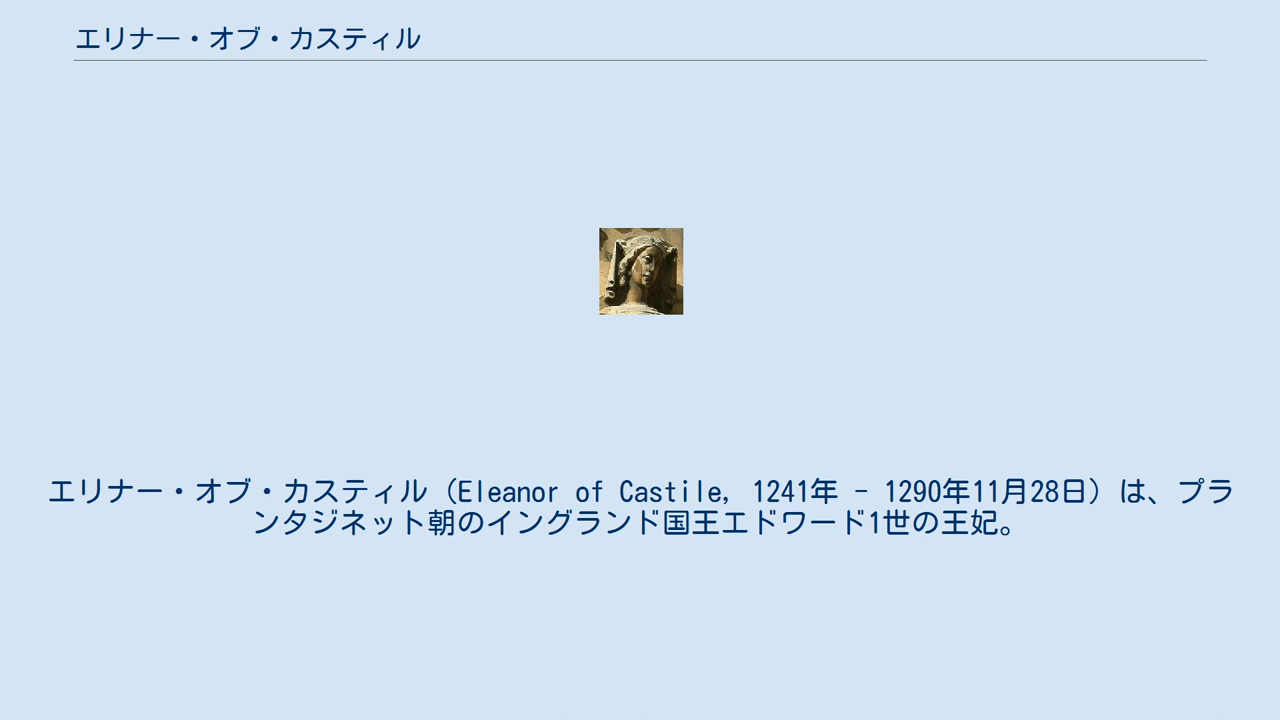 エリナー・オブ・カスティル
エリナー・オブ・カスティル（Eleanor of Castile, 1241年 - 1290年11月28日）は、プラ
ンタジネット朝のイングランド国王エドワード1世の王妃。